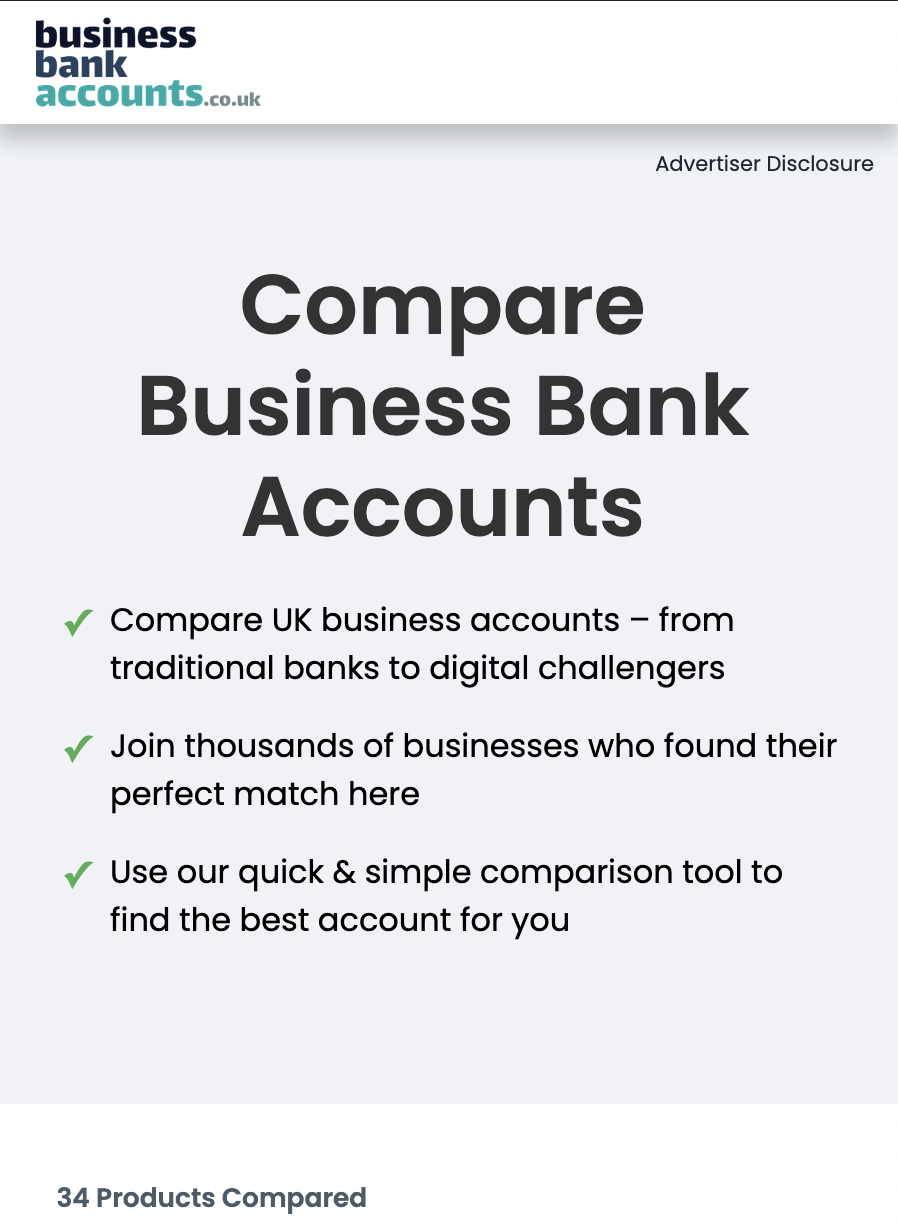 business
bank
accounts.co.uk
Advertiser Disclosure
Compare
Business Bank
Accounts
Compare UK business accounts – from
traditional banks to digital challengers
Join thousands of businesses who found their
perfect match here
Use our quick & simple comparison tool to
find the best account for you
34 Products Compared